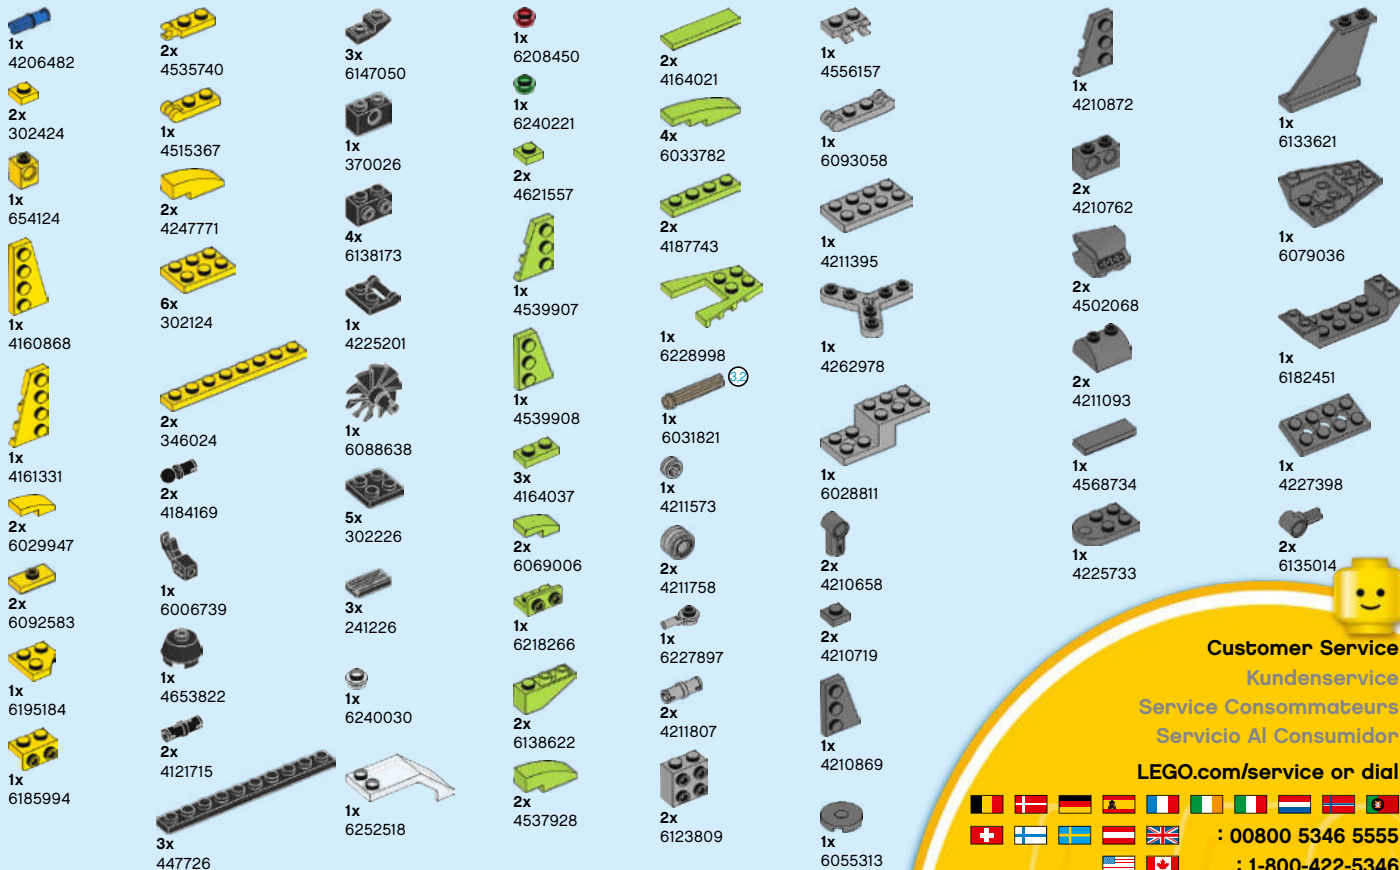 1x
4206482
2x
302424
1x
654124
1x
4160868
1x
4161331
2x
6029947
2x
6092583
1x
6195184
1x
6185994
2x
4535740
1x
4515367
2x
4247771
6x
302124
2x
346024
2x
4184169
1x
6006739
1x
4653822
2x
4121715
3x
447726
3x
6147050
1x
370026
4x
6138173
1x
4225201
1x
6088638
5x
302226
3x
241226
1x
6240030
1x
6252518
1x
6208450
1x
6240221
2x
4621557
1x
4539907
1x
4539908
3x
4164037
2x
6069006
1x
6218266
2x
6138622
2x
4537928
2x
4164021
4x
6033782
2x
4187743
1x
6228998
3.2
1x
6031821
1x
4211573
2x
4211758
1x
6227897
2x
4211807
2x
6123809
1x
4556157
1x
6093058
1x
4211395
1x
4262978
1x
6028811
2x
4210658
2x
4210719
1x
4210869
1x
6055313
1x
4210872
2x
4210762
2x
4502068
2x
4211093
1x
4568734
1x
4225733
1x
6133621
1x
6079036
1x
6182451
1x
4227398
2x
6135014
Customer Service
Kundenservice
Service Consommateurs
Servicio Al Consumidor
LEGO.com/service or dial
: 00800 5346 5555
: 1-800-422-5346